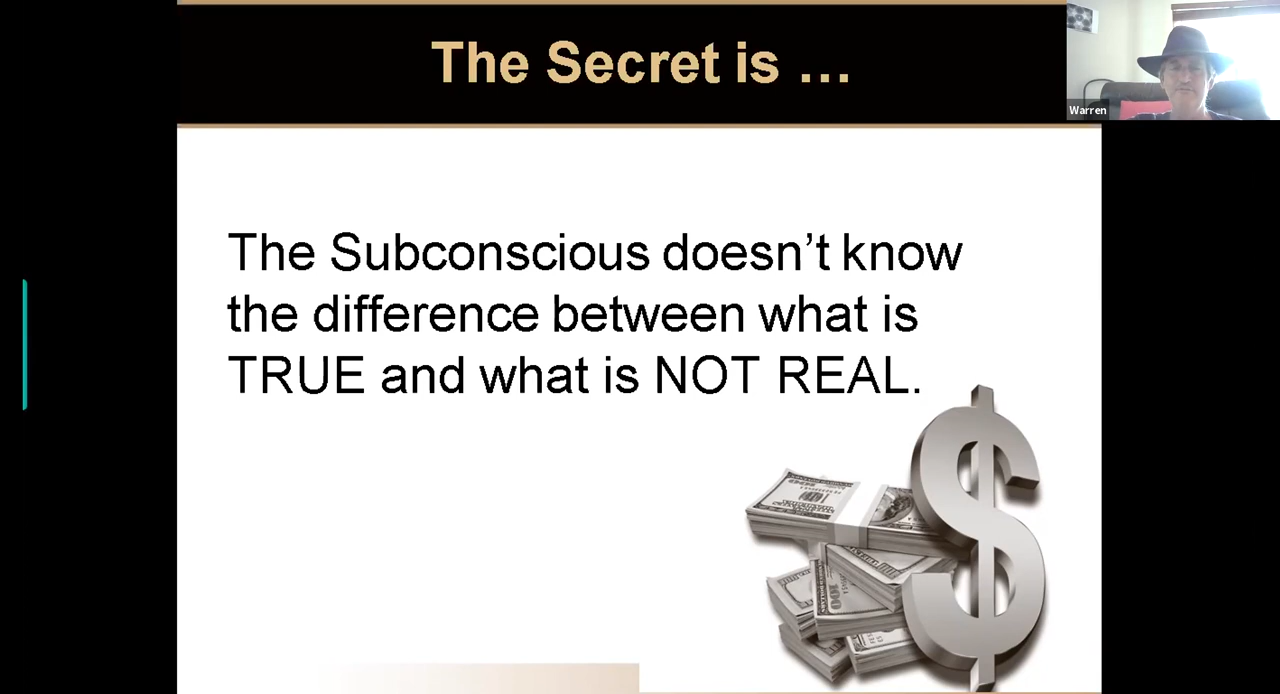 The Secret is …
Warren
The Subconscious doesn’t know
the difference between what is
TRUE and what is NOT REAL.
100
$